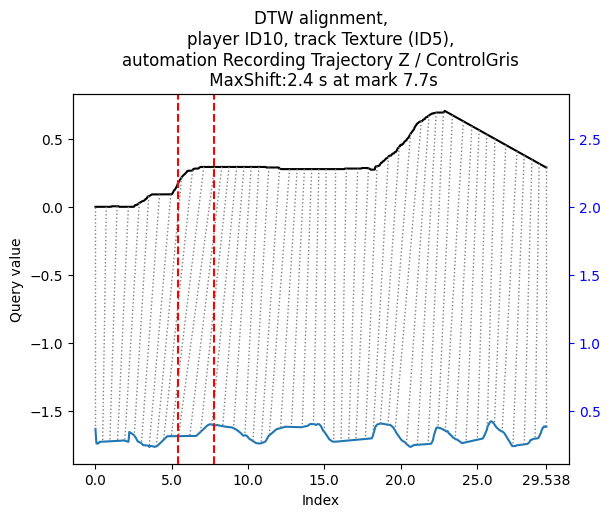 DTW alignment,
player ID10, track Texture (ID5),
automation Recording Trajectory Z / ControlGris
MaxShift:2.4 s at mark 7.7s
Query value
0.5
0.0
−0.5
−1.0
−1.5
2.5
2.0
1.5
1.0
0.5
0.0 5.0 10.0 15.0 20.0 25.0 29.538
Index